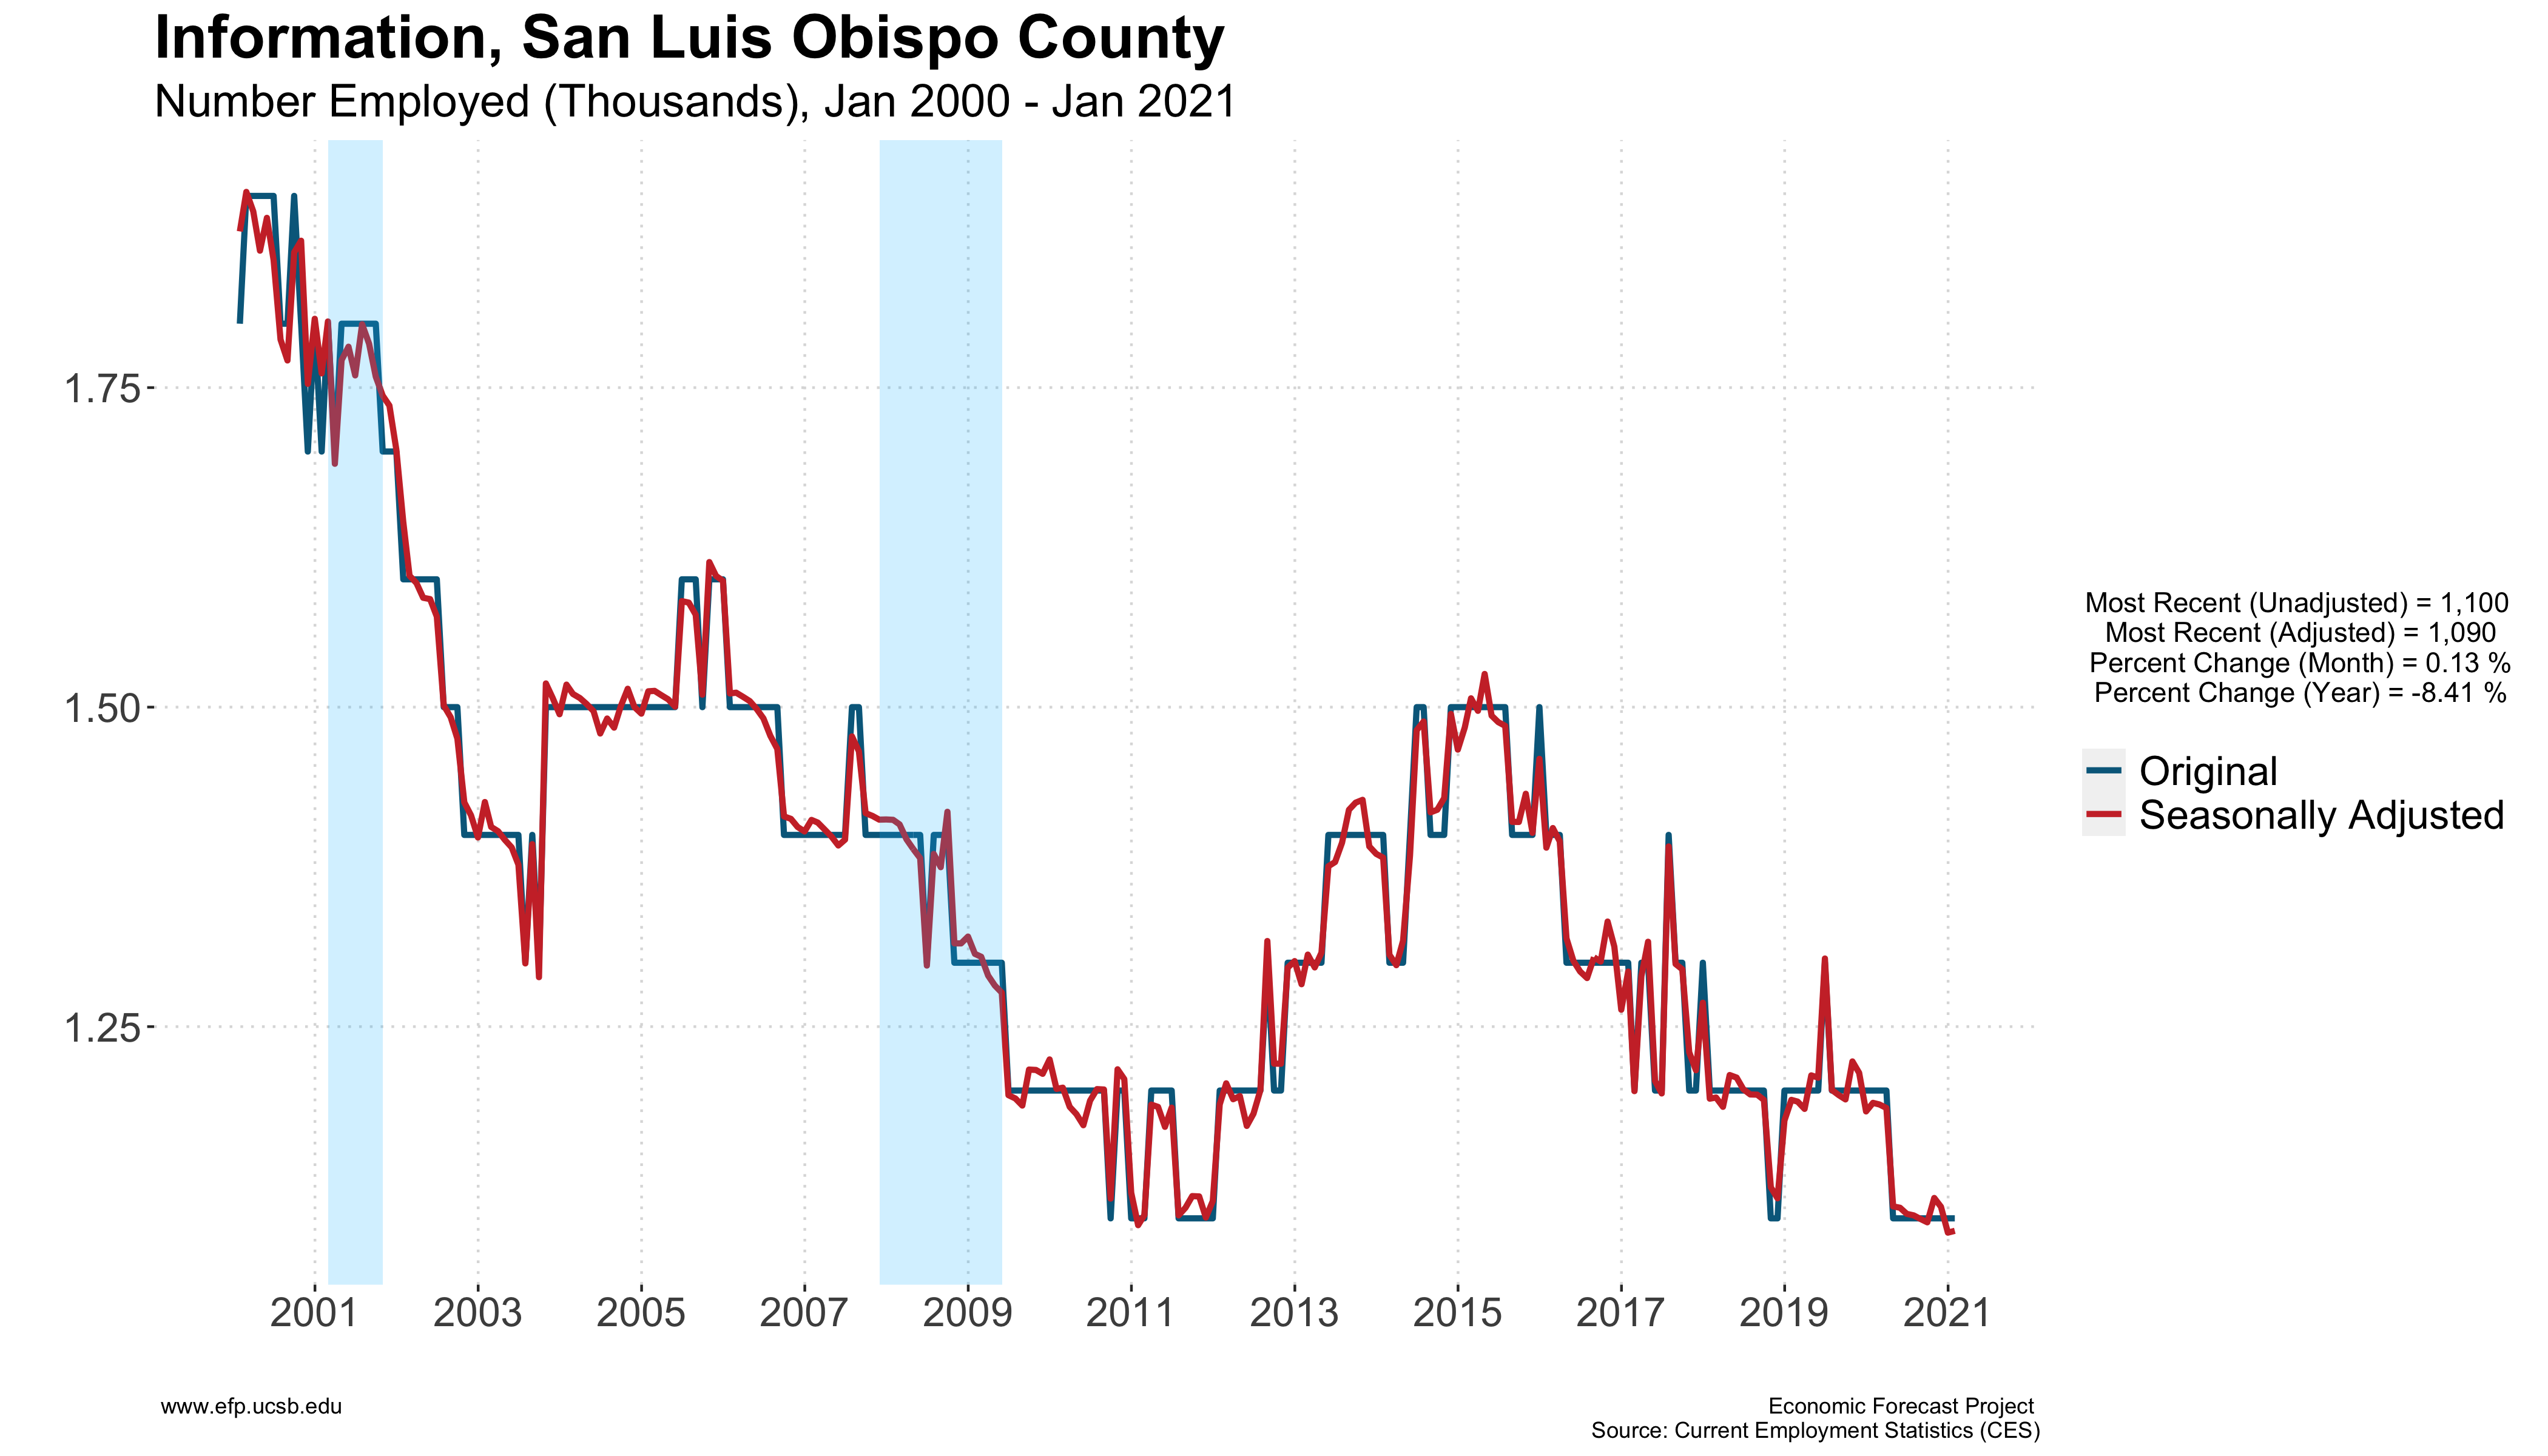 Information, San Luis Obispo County
Number Employed (Thousands), Jan 2000 - Jan 2021
1.75
1.50
1.25
2001 2003 2005 2007 2009 2011 2013 2015 2017 2019 2021
Most Recent (Unadjusted) = 1,100
Most Recent (Adjusted) = 1,090
Percent Change (Month) = 0.13 %
Percent Change (Year) = -8.41 %
Original
Seasonally Adjusted
www.efp.ucsb.edu
Economic Forecast Project
Source: Current Employment Statistics (CES)